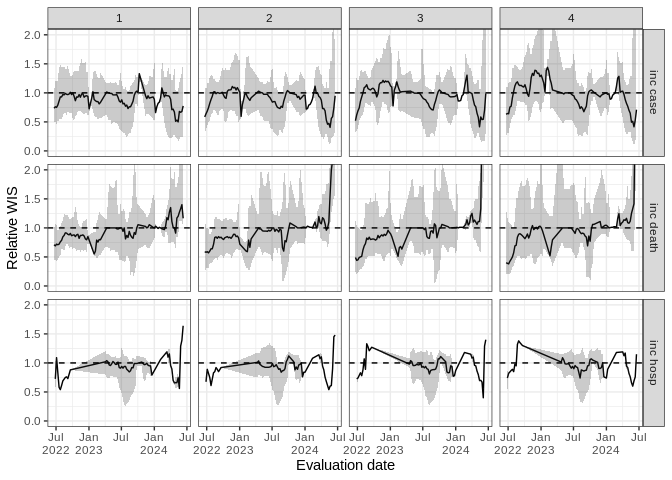 1 2 3 4
2.0
1.5
1.0
0.5
0.0
inc case
2.0
1.5
1.0
0.5
0.0
inc death
2.0
1.5
1.0
0.5
0.0
inc hosp
Relative WIS
Jul Jan Jul Jan Jul Jul Jan Jul Jan Jul Jul Jan Jul Jan Jul Jul Jan Jul Jan Jul
2022 2023 2024 2022 2023 2024 2022 2023 2024 2022 2023 2024
Evaluation date